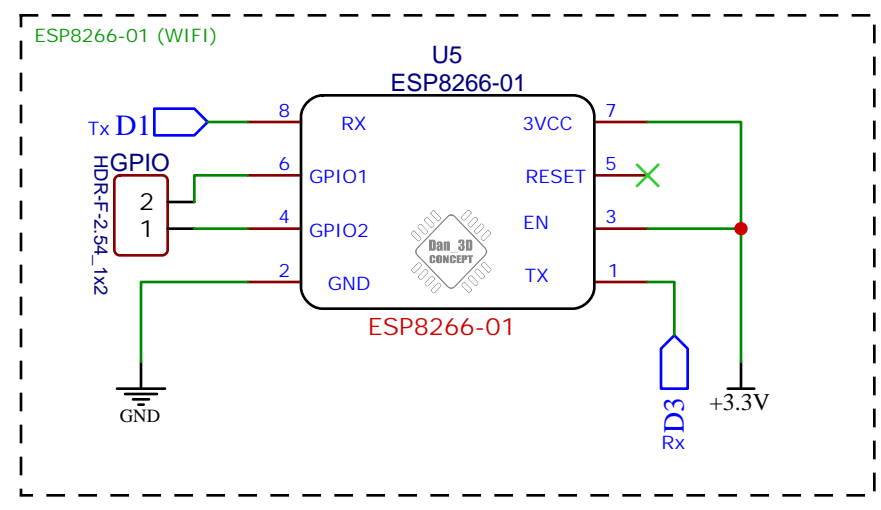 ESP8266-01 (WIFI)
U5
ESP8266-01
Tx D1
8
RX
3VCC
7
GPIO
HDR-F-2.54_1x2
2
1
6
GPIO1
RESET
5
4
GPIO2
EN
3
Dan_3D
CONCEPT
2
GND
TX
1
ESP8266-01
GND
D3
Rx
+3.3V